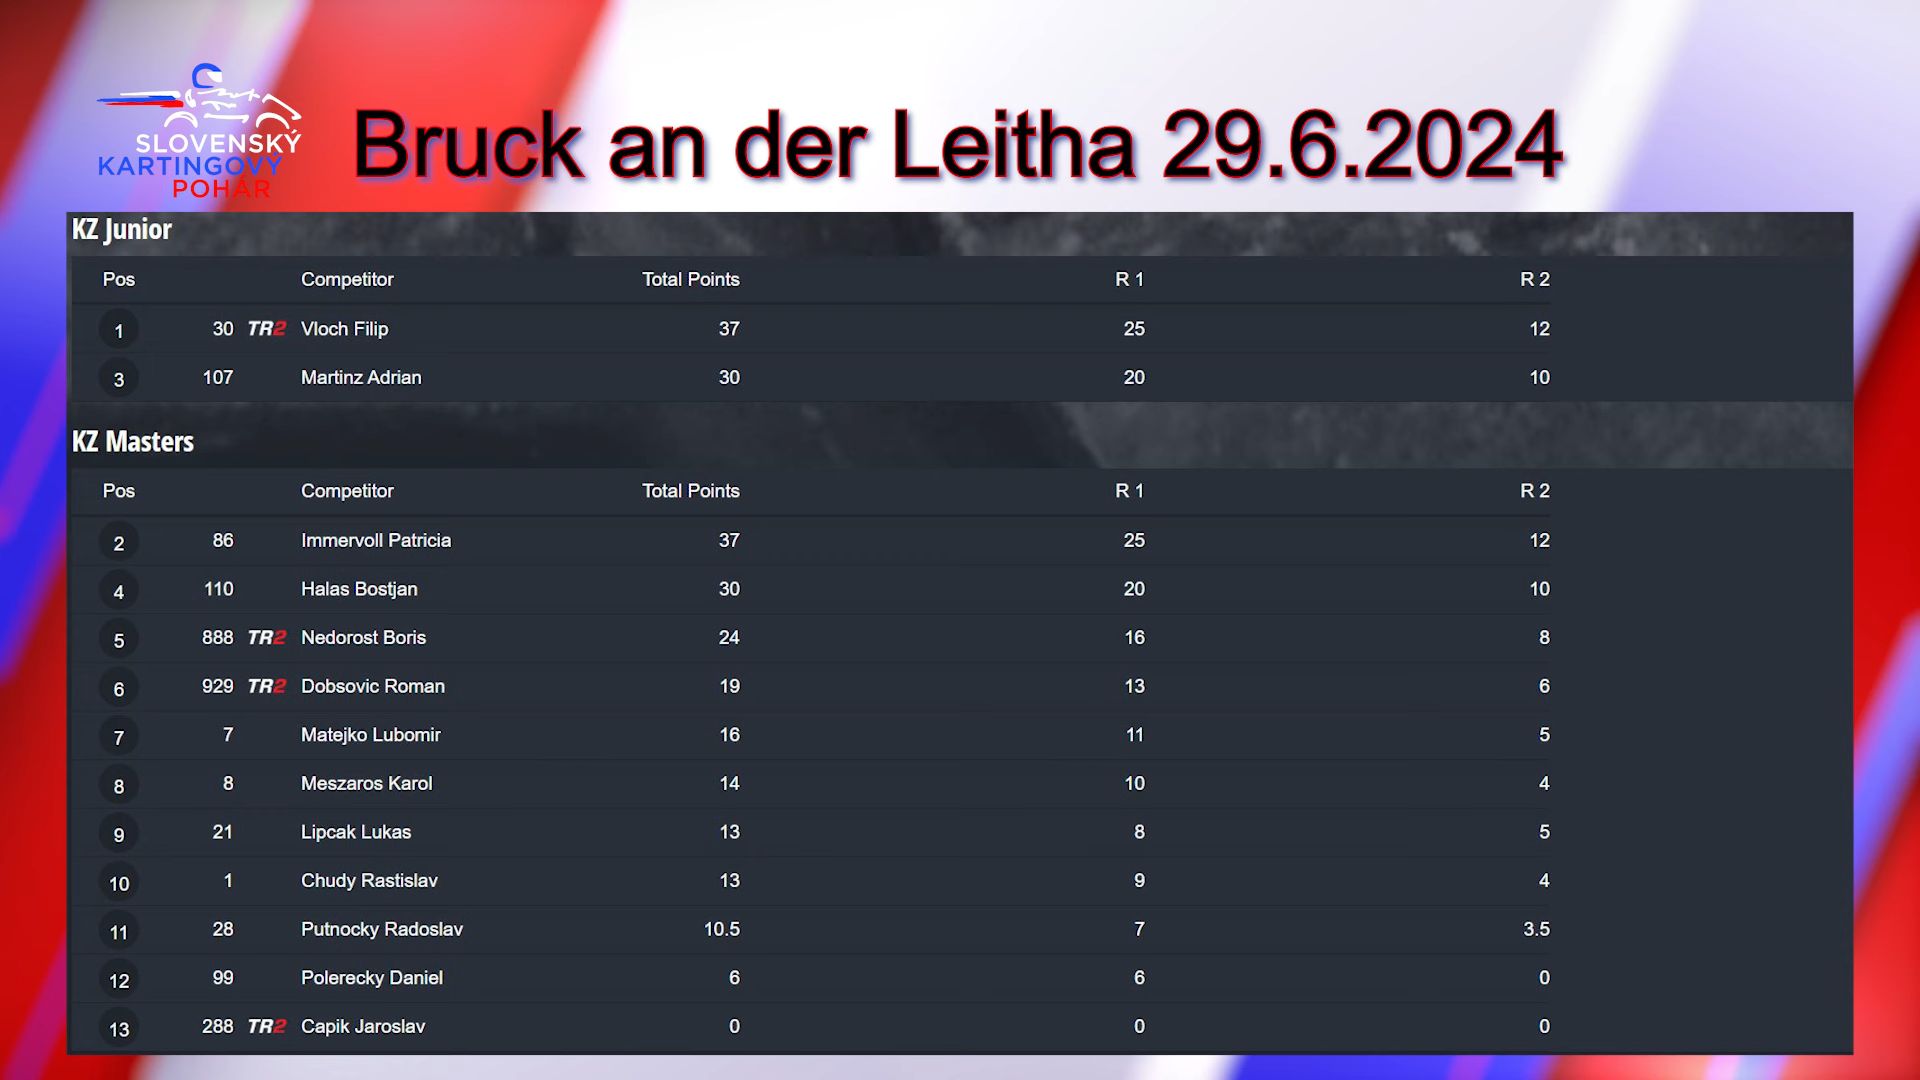 SLOVENSKÝ
KARTINGOVÝ
POHÁR
Bruck an der Leitha 29.6.2024
KZ Junior
Pos Competitor Total Points R 1 R 2
1 30 TR2 Vloch Filip 37 25 12
3 107 Martinz Adrian 30 20 10
KZ Masters
Pos Competitor Total Points R 1 R 2
2 86 Immervoll Patricia 37 25 12
4 110 Halas Bostjan 30 20 10
5 888 TR2 Nedorost Boris 24 16 8
6 929 TR2 Dobsovic Roman 19 13 6
7 7 Matejko Lubomir 16 11 5
8 8 Meszaros Karol 14 10 4
9 21 Lipcak Lukas 13 8 5
10 1 Chudy Rastislav 13 9 4
11 28 Putnocky Radoslav 10.5 7 3.5
12 99 Polerecky Daniel 6 6 0
13 288 TR2 Capik Jaroslav 0 0 0